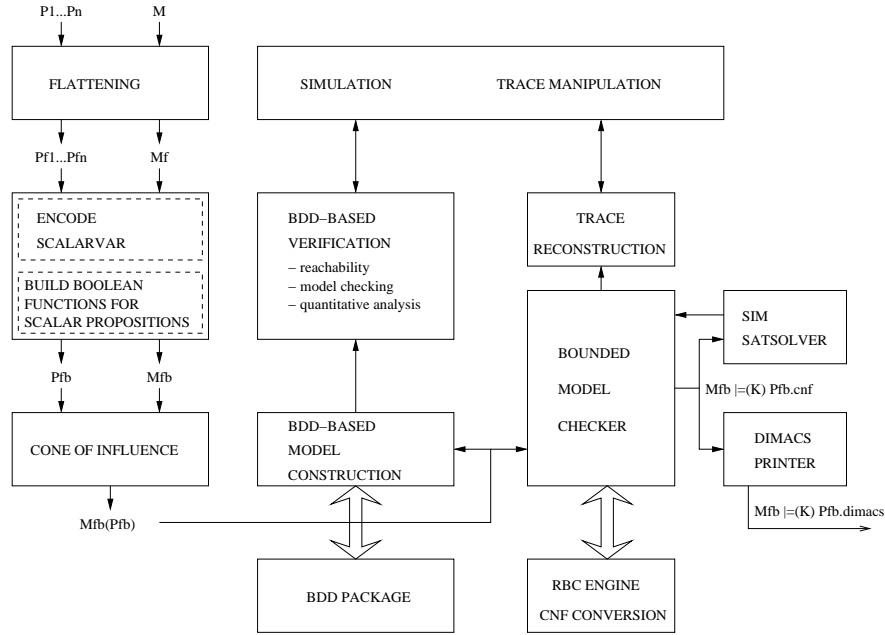 P1...Pn
M
FLATTENING
Pf1...Pfn
Mf
ENCODE
SCALARVAR
BUILD BOOLEAN
FUNCTIONS FOR
SCALAR PROPOSITIONS
Pfb
Mfb
CONE OF INFLUENCE
Mfb(Pfb)
SIMULATION
TRACE MANIPULATION
BDD–BASED
VERIFICATION
– reachability
– model checking
– quantitative analysis
BDD–BASED
MODEL
CONSTRUCTION
BDD PACKAGE
TRACE
RECONSTRUCTION
BOUNDED
MODEL
CHECKER
RBC ENGINE
CNF CONVERSION
SIM
SATSOLVER
Mfb |=(K) Pfb.cnf
DIMACS
PRINTER
Mfb |=(K) Pfb.dimacs